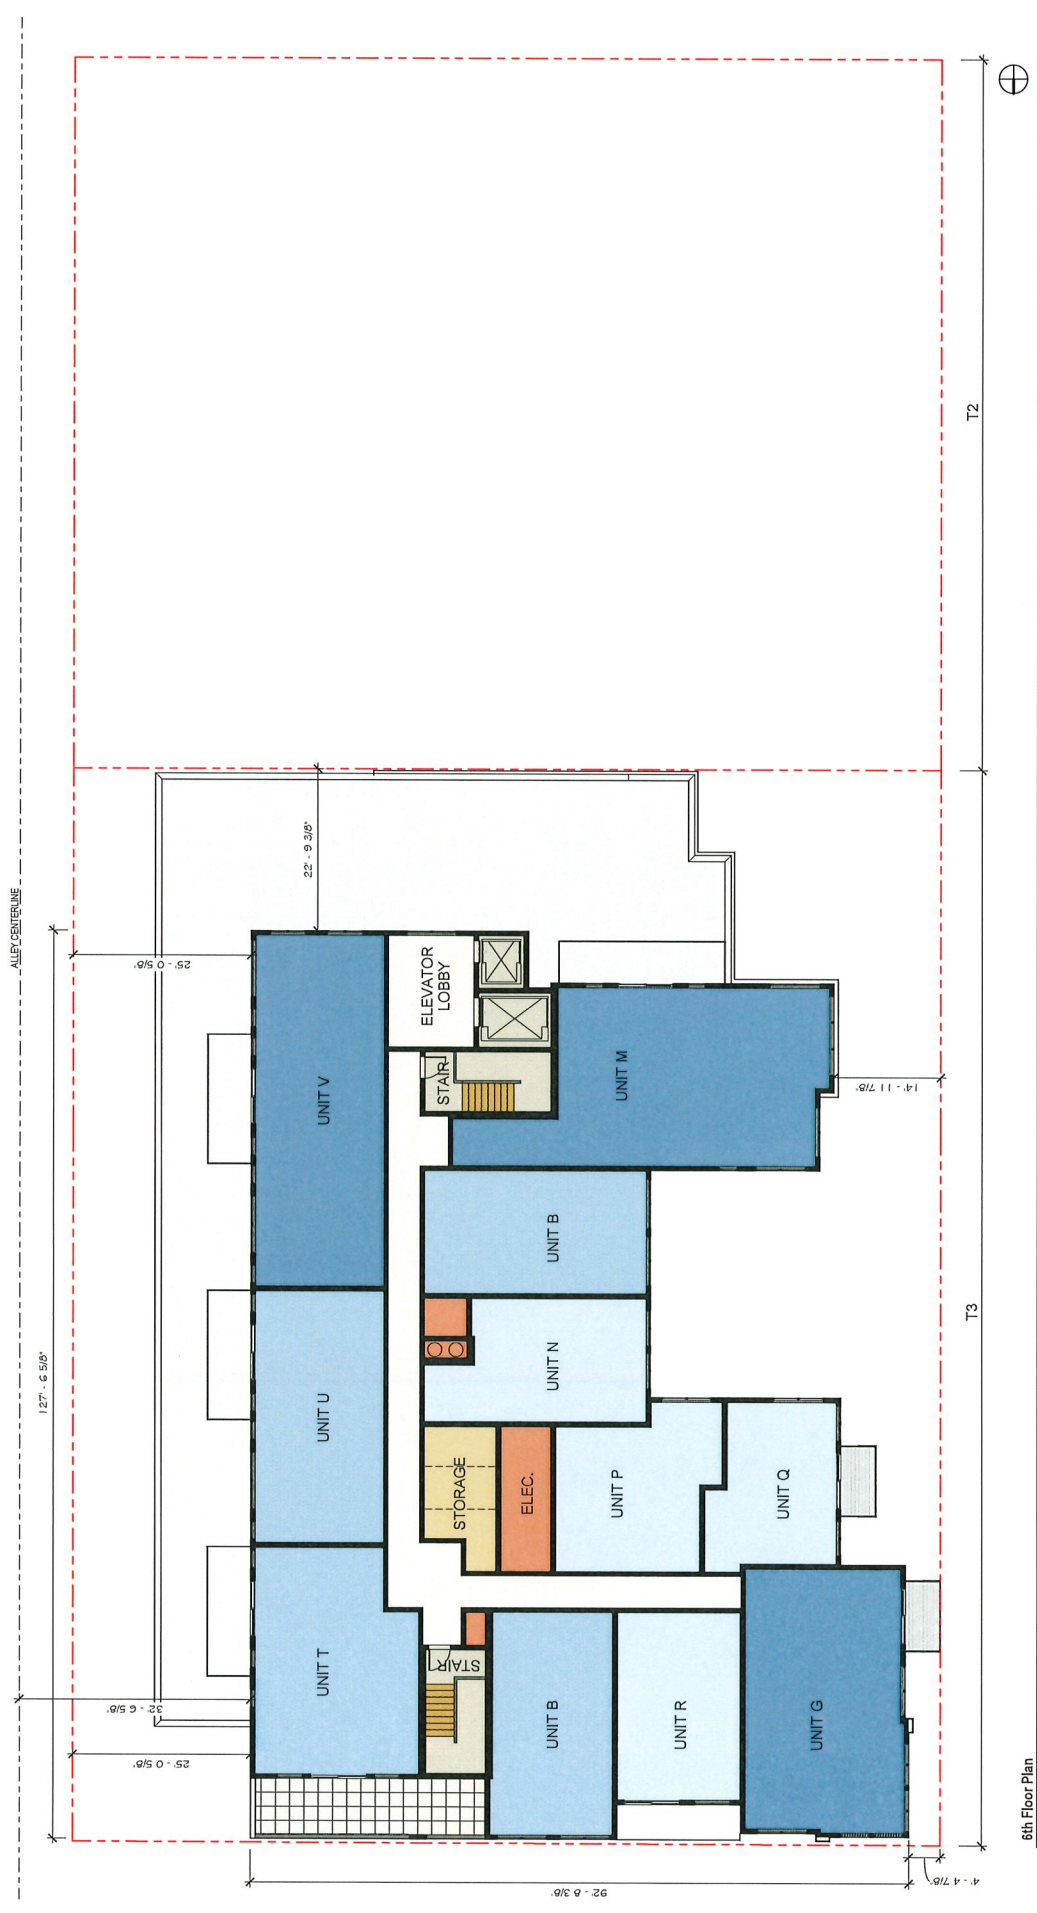 T2
ALLEY CENTERLINE
22' - 9 3/8"
25' - 0 5/8"
ELEVATOR
LOBBY
UNIT V
STAIR
UNIT M
14' - 11 7/8"
UNIT B
T3
127' - 6 5/8"
UNIT N
UNIT U
STORAGE
ELEC.
UNIT P
UNIT Q
UNIT T
STAIR
UNIT B
UNIT R
UNIT G
32' - 6 5/8"
25' - 0 5/8"
92' - 8 3/8"
4' - 4 7/8"
6th Floor Plan